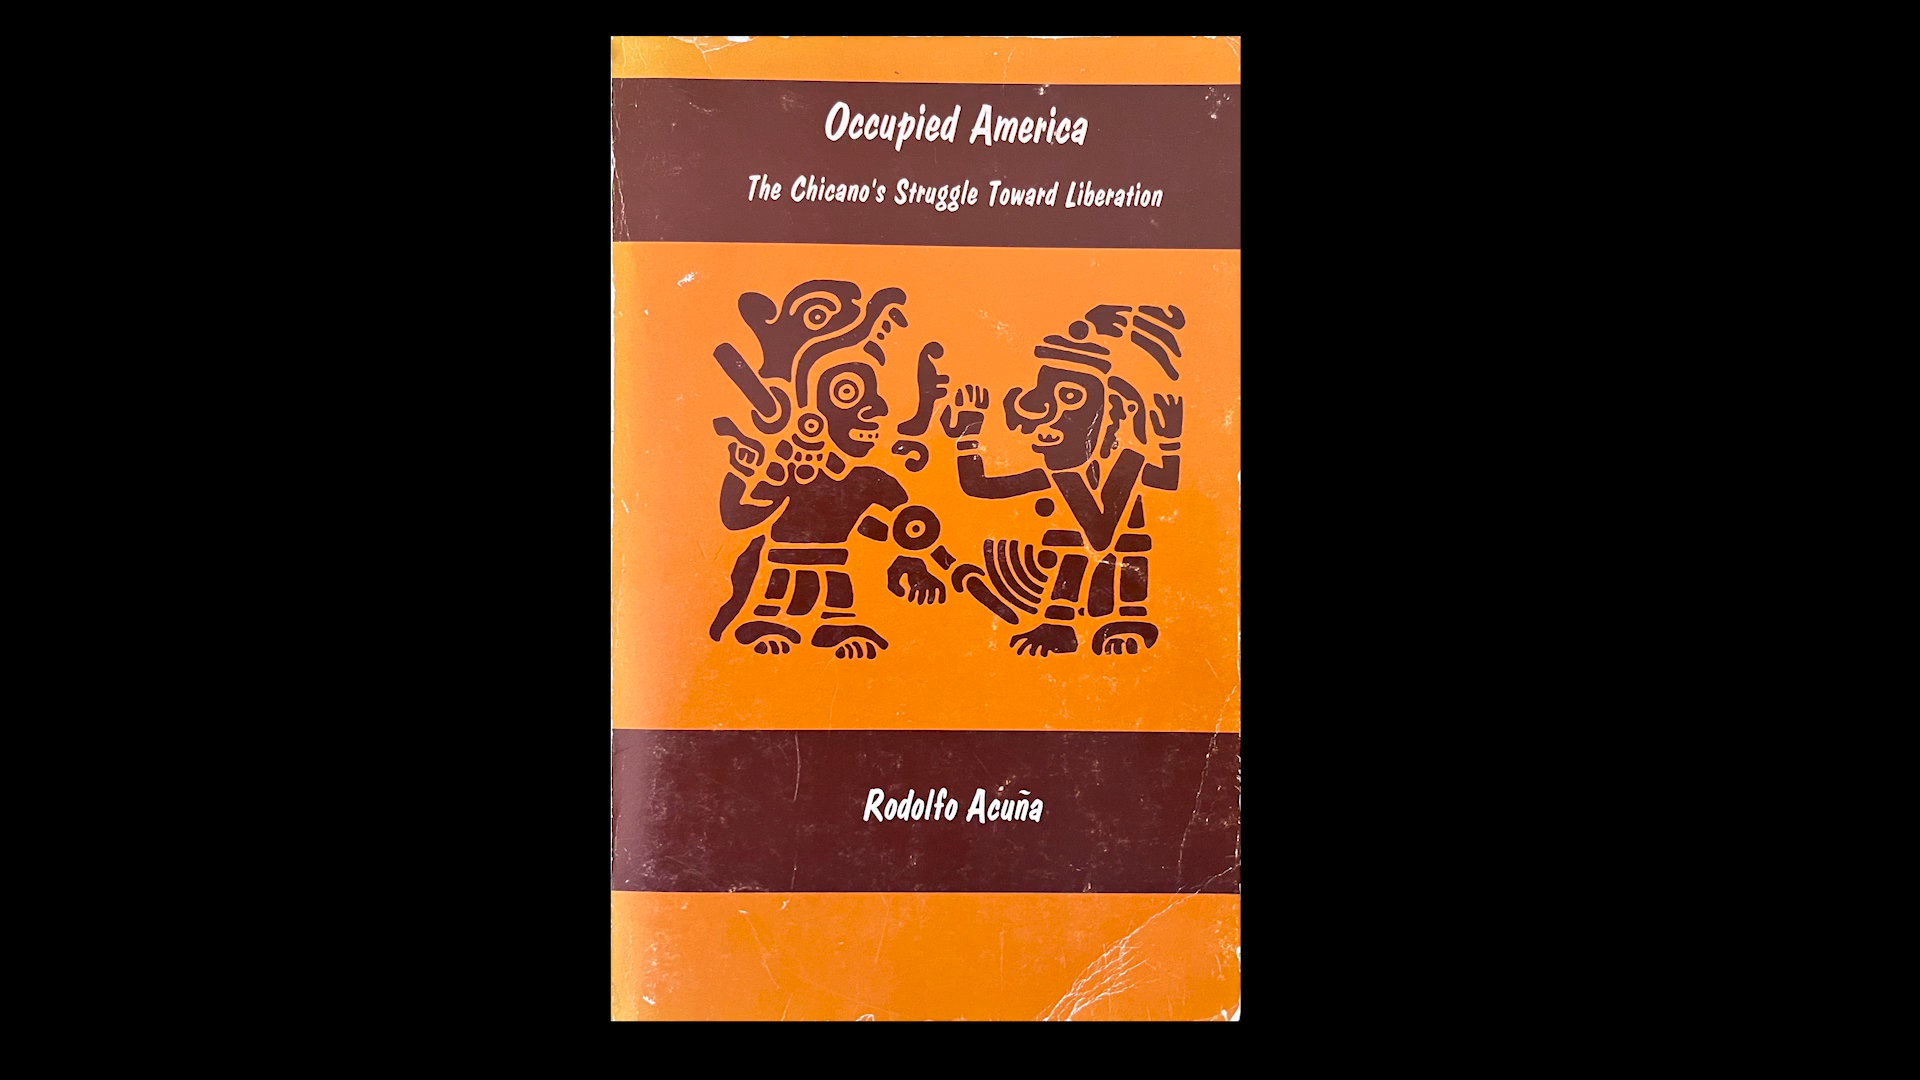 Occupied America
The Chicano's Struggle Toward Liberation
Rodolfo Acuña